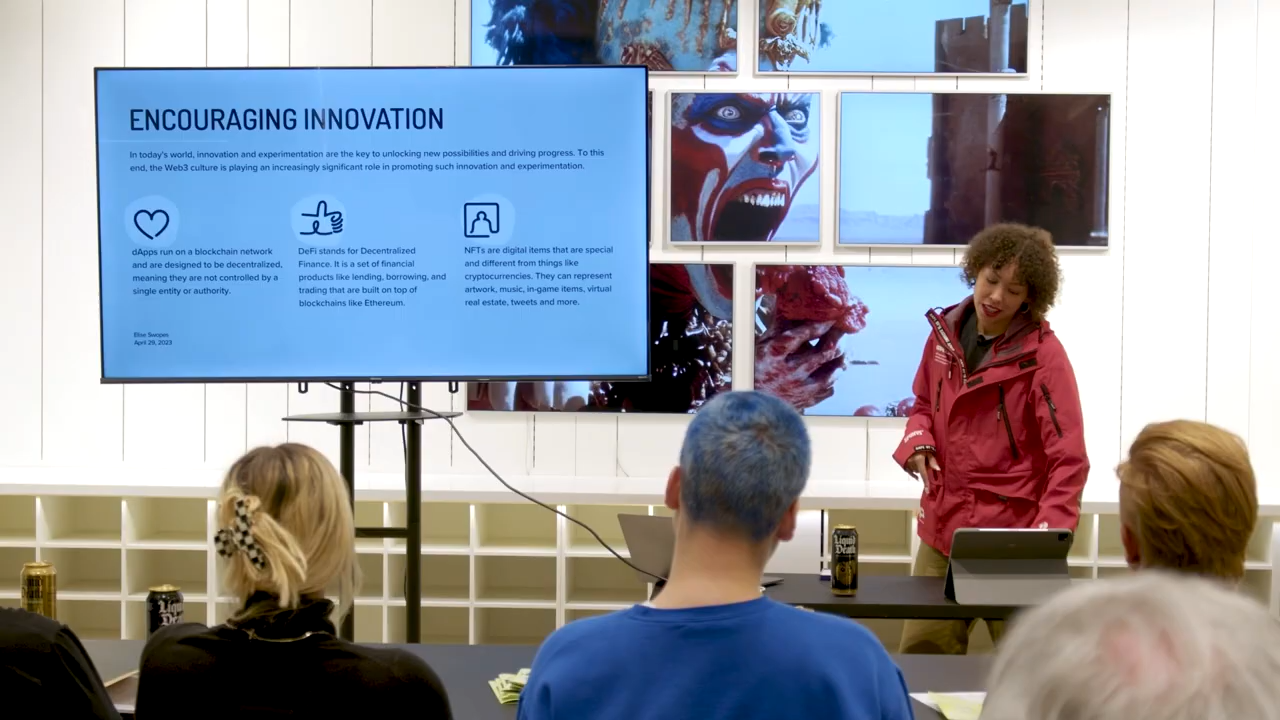 ENCOURAGING INNOVATION
In today's world, innovation and experimentation are the key to unlocking new possibilities and driving progress. To this
end, the Web3 culture is playing an increasingly significant role in promoting such innovation and experimentation.
dApps run on a blockchain network
and are designed to be decentralized,
meaning they are not controlled by a
single entity or authority.
DeFi stands for Decentralized
Finance. It is a set of financial
products like lending, borrowing, and
trading that are built on top of
blockchains like Ethereum.
NFTs are digital items that are special
and different from things like
cryptocurrencies. They can represent
artwork, music, in-game items, virtual
real estate, tweets and more.
Elise Swopes
April 29, 2023
Liquid
Death
Liquid
Death